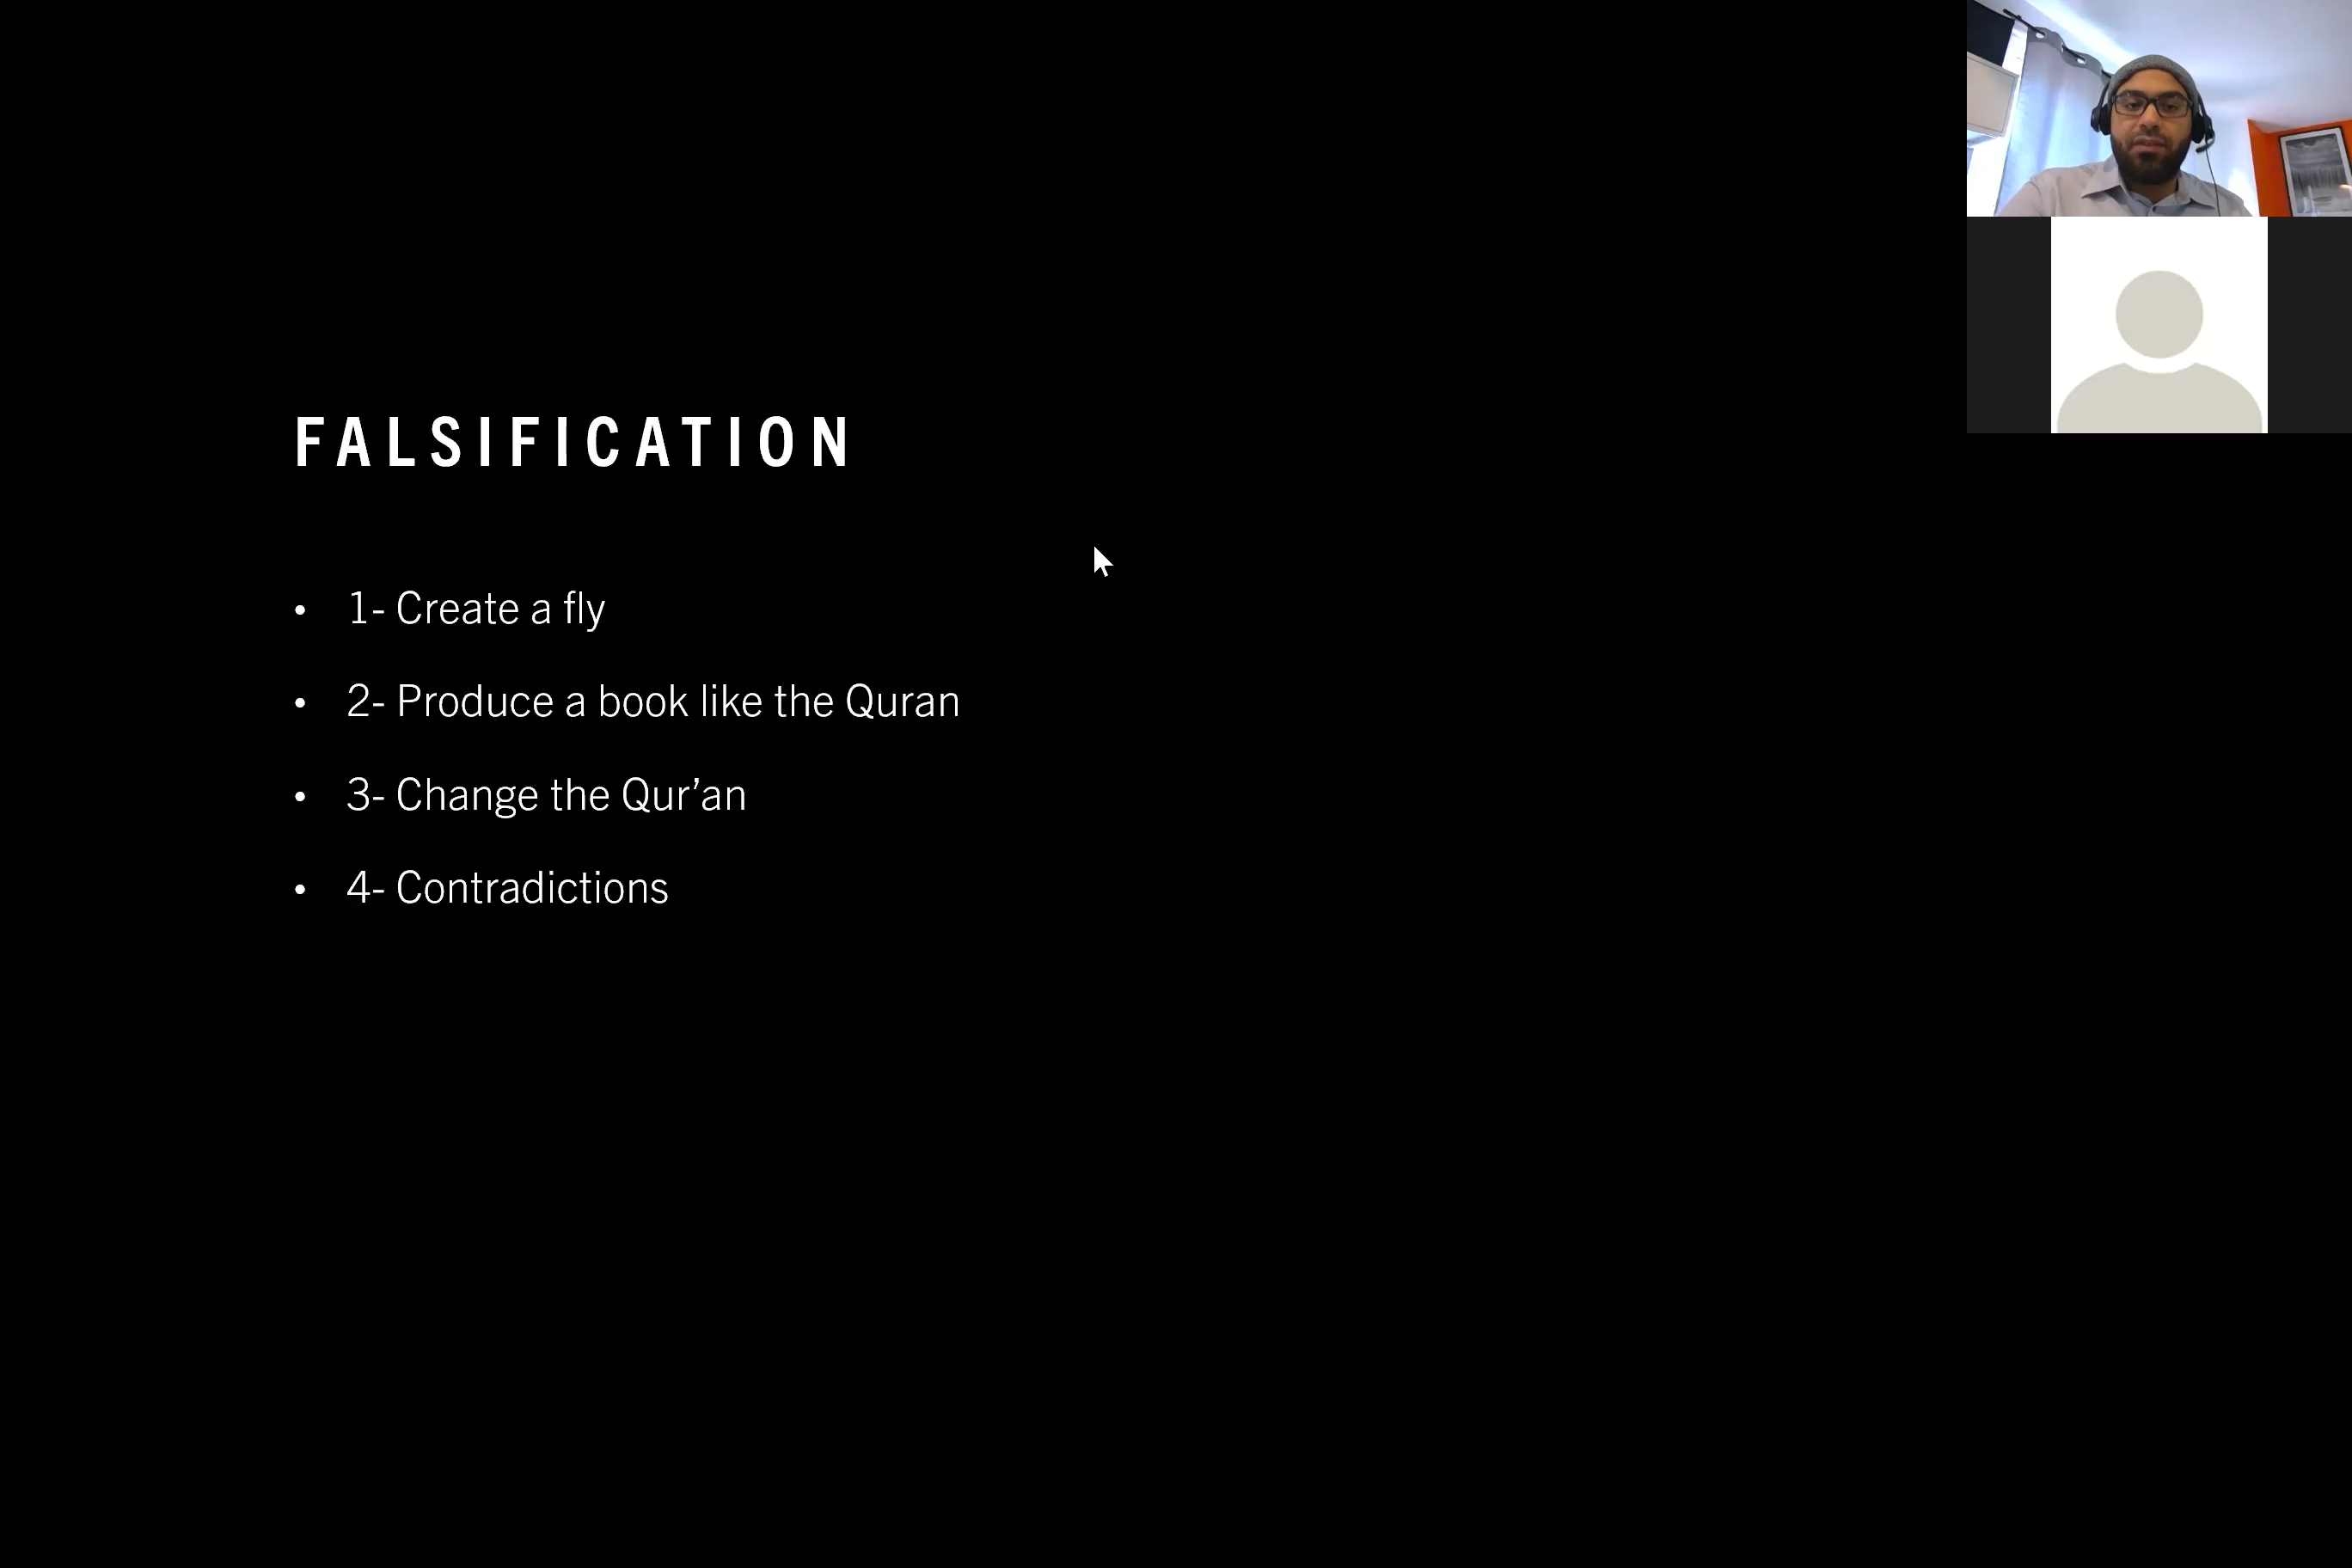 FALSIFICATION
• 1- Create a fly
• 2- Produce a book like the Quran
• 3- Change the Qur’an
• 4- Contradictions